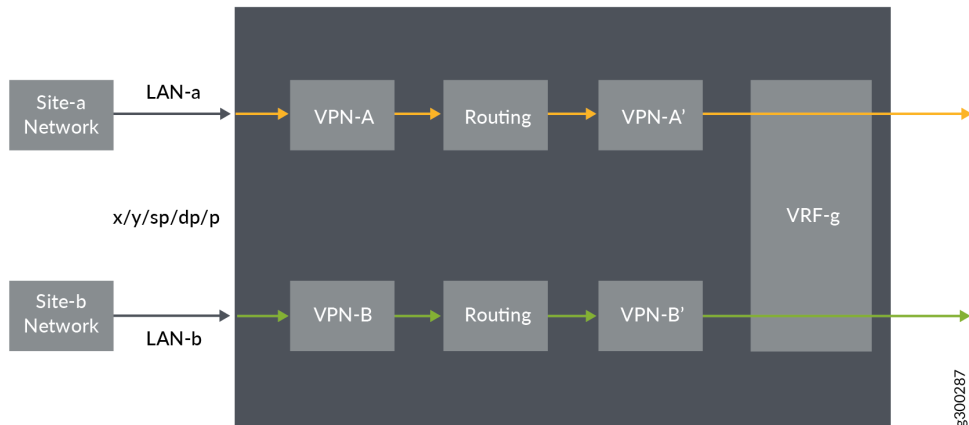 LAN-a
Site-a
Network
VPN-A
Routing
VPN-A’
x/y/sp/dp/p
VRF-g
Site-b
Network
VPN-B
Routing
VPN-B’
LAN-b
g300287